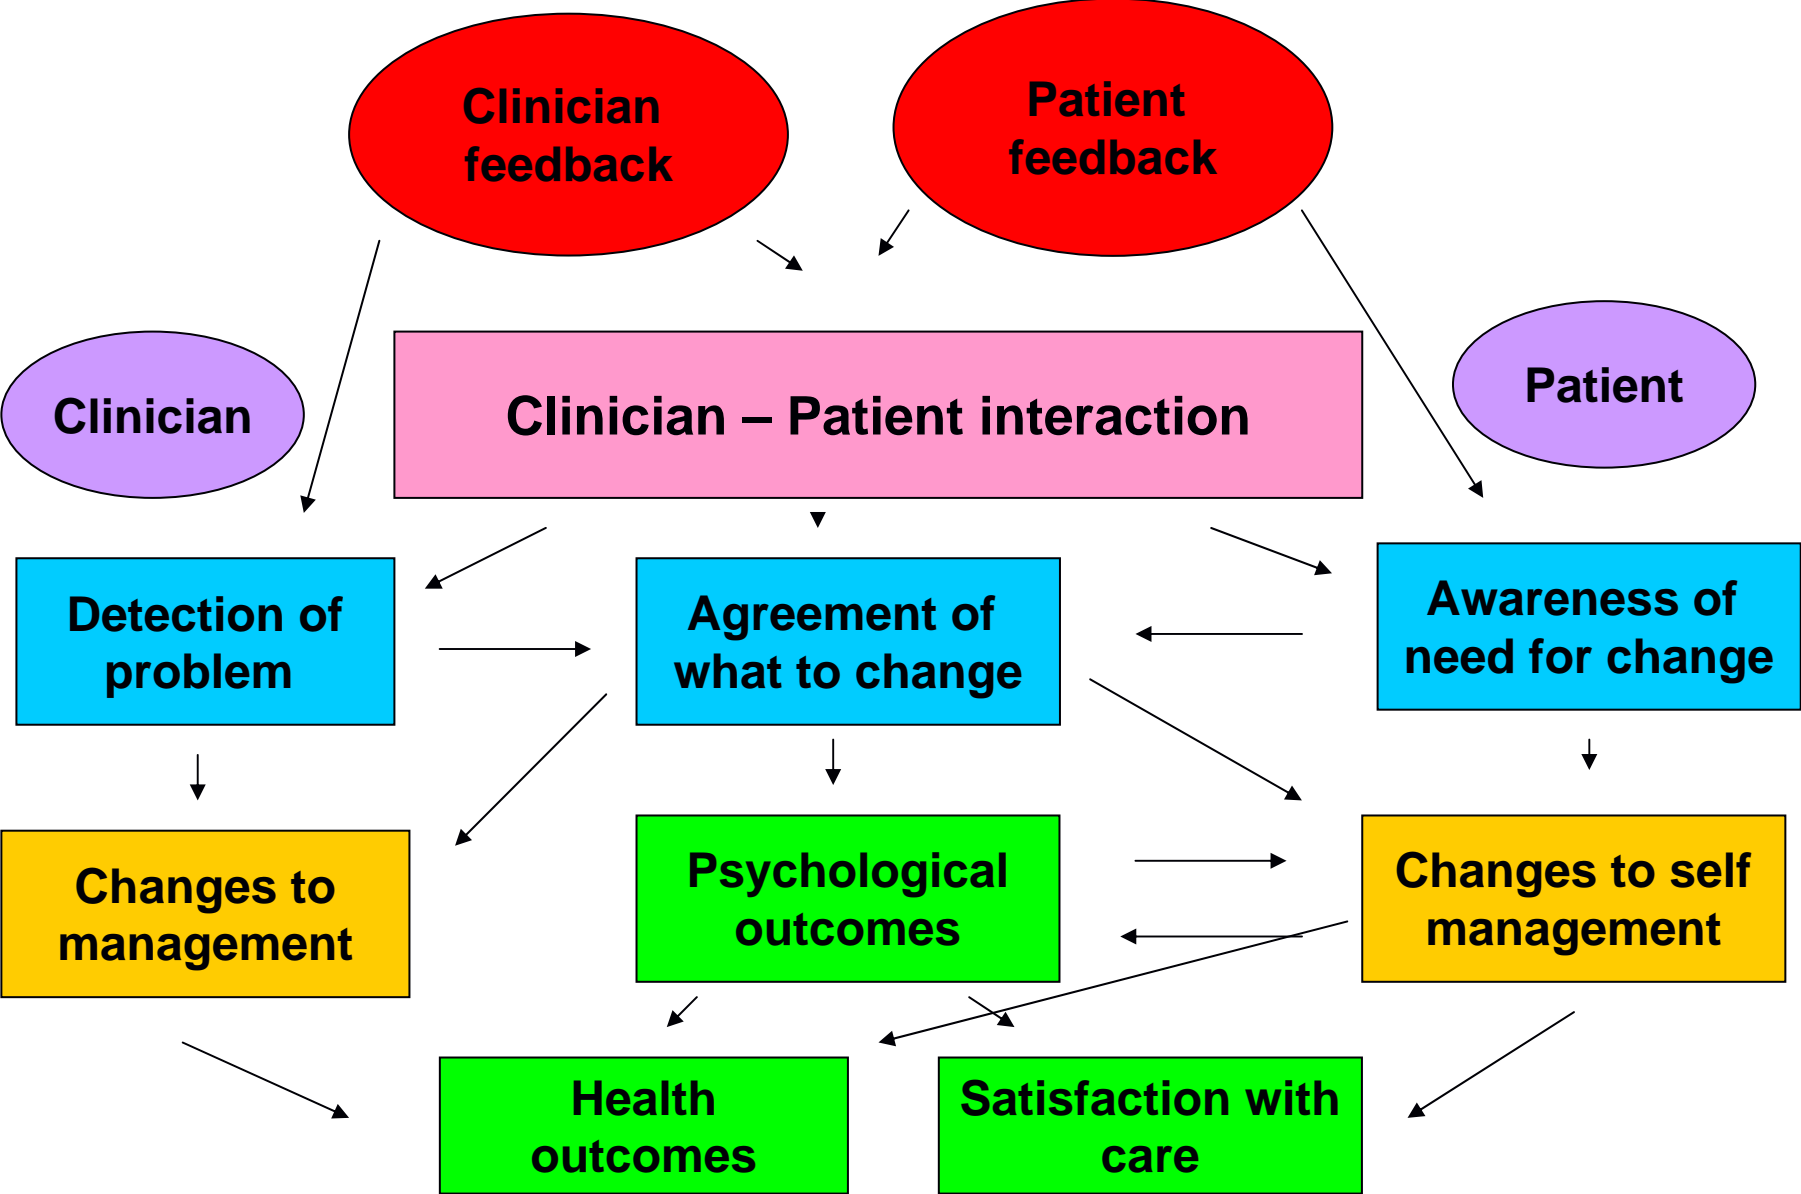 Clinician
feedback
Patient
feedback
Clinician
Clinician – Patient interaction
Patient
Detection of
problem
Agreement of
what to change
Awareness of
need for change
Changes to
management
Psychological
outcomes
Changes to self
management
Health
outcomes
Satisfaction with
care